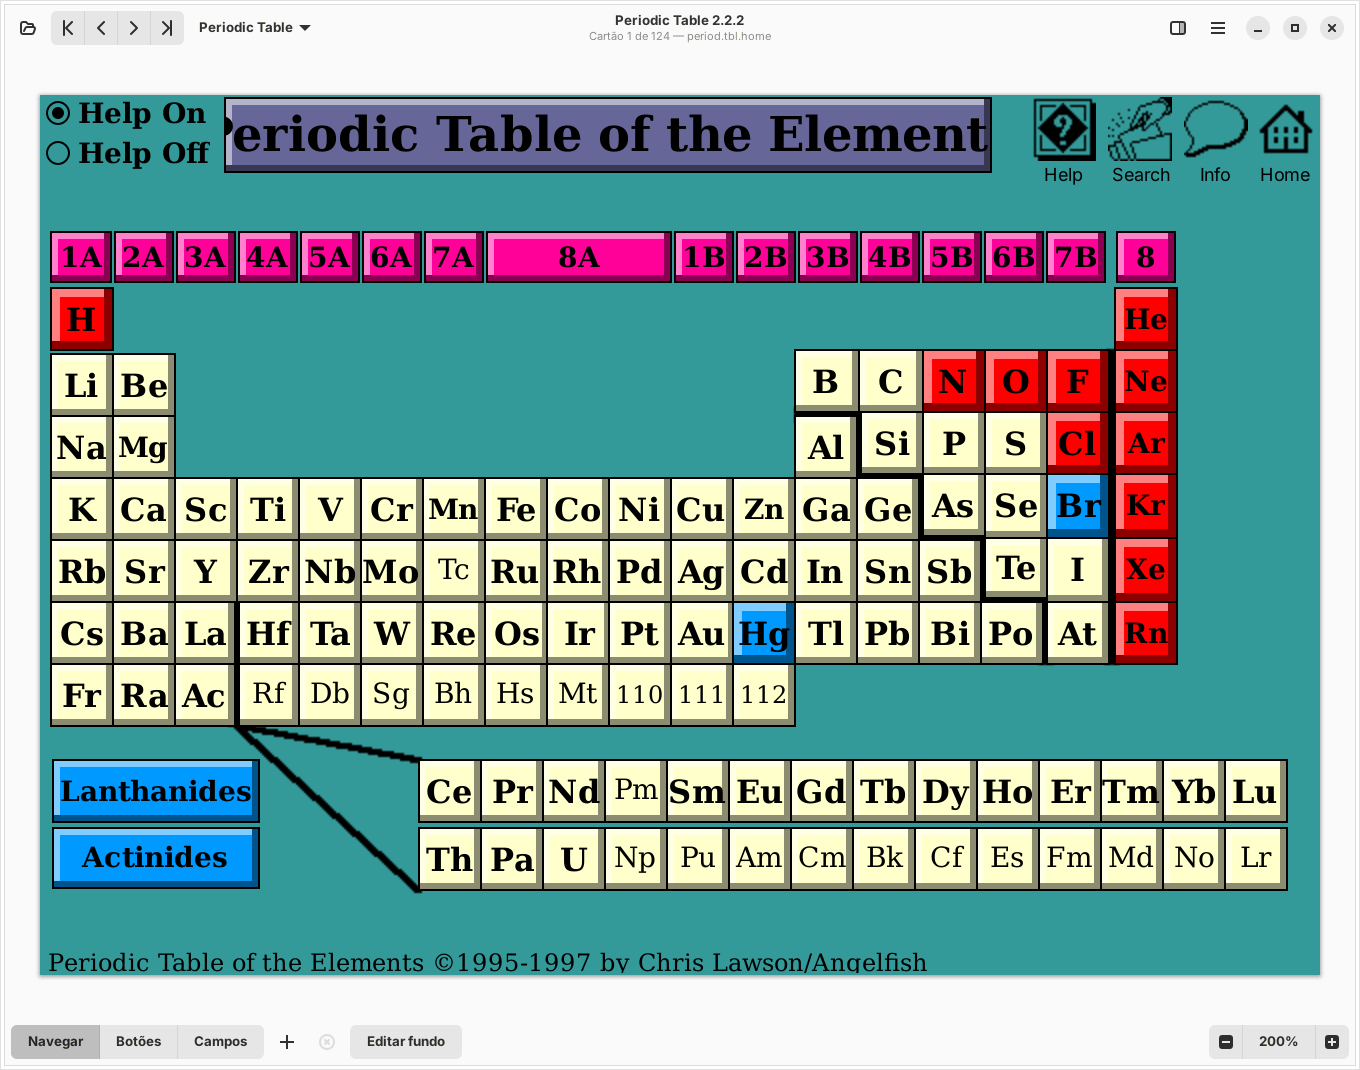 Periodic Table
Periodic Table 2.2.2
Cartão 1 de 124 — period.tbl.home
Help On
Help Off
Periodic Table of the Element
Help Search Info Home
1A 2A 3A 4A 5A 6A 7A 8A 1B 2B 3B 4B 5B 6B 7B 8
H He
Li Be B C N O F Ne
Na Mg Al Si P S Cl Ar
K Ca Sc Ti V Cr Mn Fe Co Ni Cu Zn Ga Ge As Se Br Kr
Rb Sr Y Zr Nb Mo Tc Ru Rh Pd Ag Cd In Sn Sb Te I Xe
Cs Ba La Hf Ta W Re Os Ir Pt Au Hg Tl Pb Bi Po At Rn
Fr Ra Ac Rf Db Sg Bh Hs Mt 110 111 112
Lanthanides Ce Pr Nd Pm Sm Eu Gd Tb Dy Ho Er Tm Yb Lu
Actinides Th Pa U Np Pu Am Cm Bk Cf Es Fm Md No Lr
Periodic Table of the Elements ©1995-1997 by Chris Lawson/Angelfish
Navegar Botões Campos Editar fundo 200%